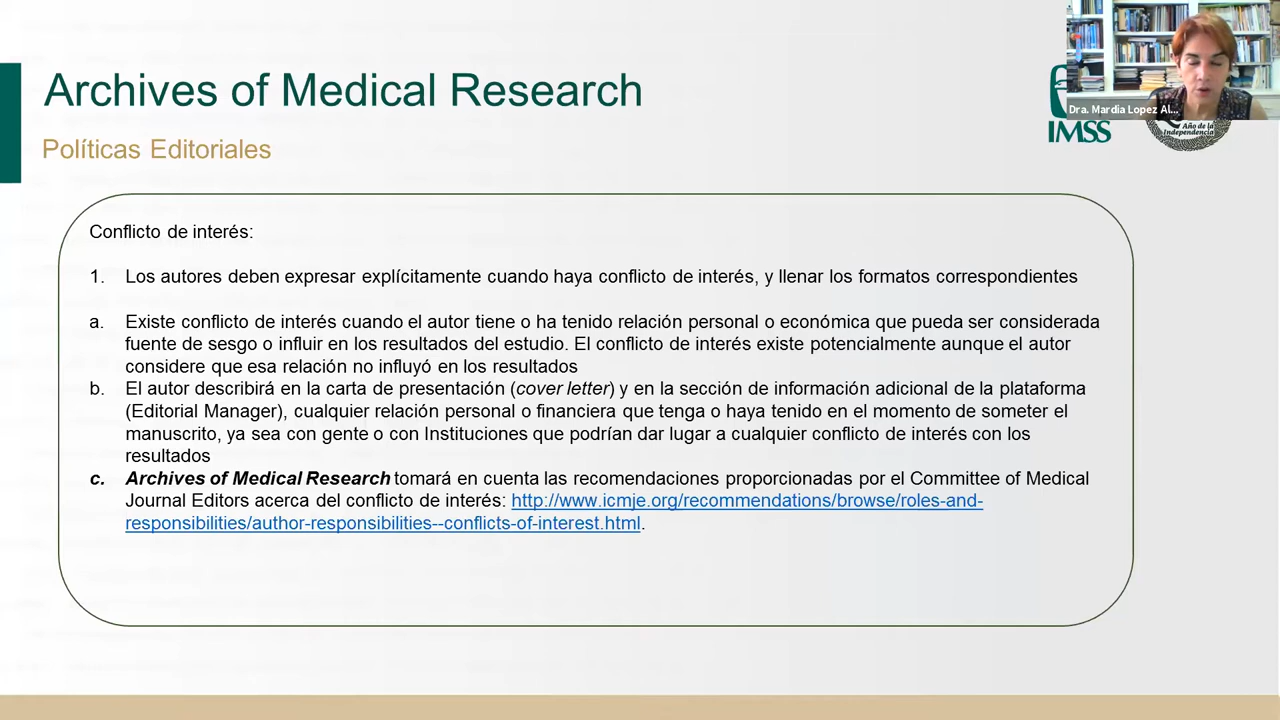 Archives of Medical Research
Políticas Editoriales
Dra. Mardia Lopez Al...
IMSS
Año de la
Independencia
Conflicto de interés:
1. Los autores deben expresar explícitamente cuando haya conflicto de interés, y llenar los formatos correspondientes
a. Existe conflicto de interés cuando el autor tiene o ha tenido relación personal o económica que pueda ser considerada
fuente de sesgo o influir en los resultados del estudio. El conflicto de interés existe potencialmente aunque el autor
considere que esa relación no influyó en los resultados
b. El autor describirá en la carta de presentación (cover letter) y en la sección de información adicional de la plataforma
(Editorial Manager), cualquier relación personal o financiera que tenga o haya tenido en el momento de someter el
manuscrito, ya sea con gente o con Instituciones que podrían dar lugar a cualquier conflicto de interés con los
resultados
c. Archives of Medical Research tomará en cuenta las recomendaciones proporcionadas por el Committee of Medical
Journal Editors acerca del conflicto de interés: http://www.icmje.org/recommendations/browse/roles-and-
responsibilities/author-responsibilities--conflicts-of-interest.html.